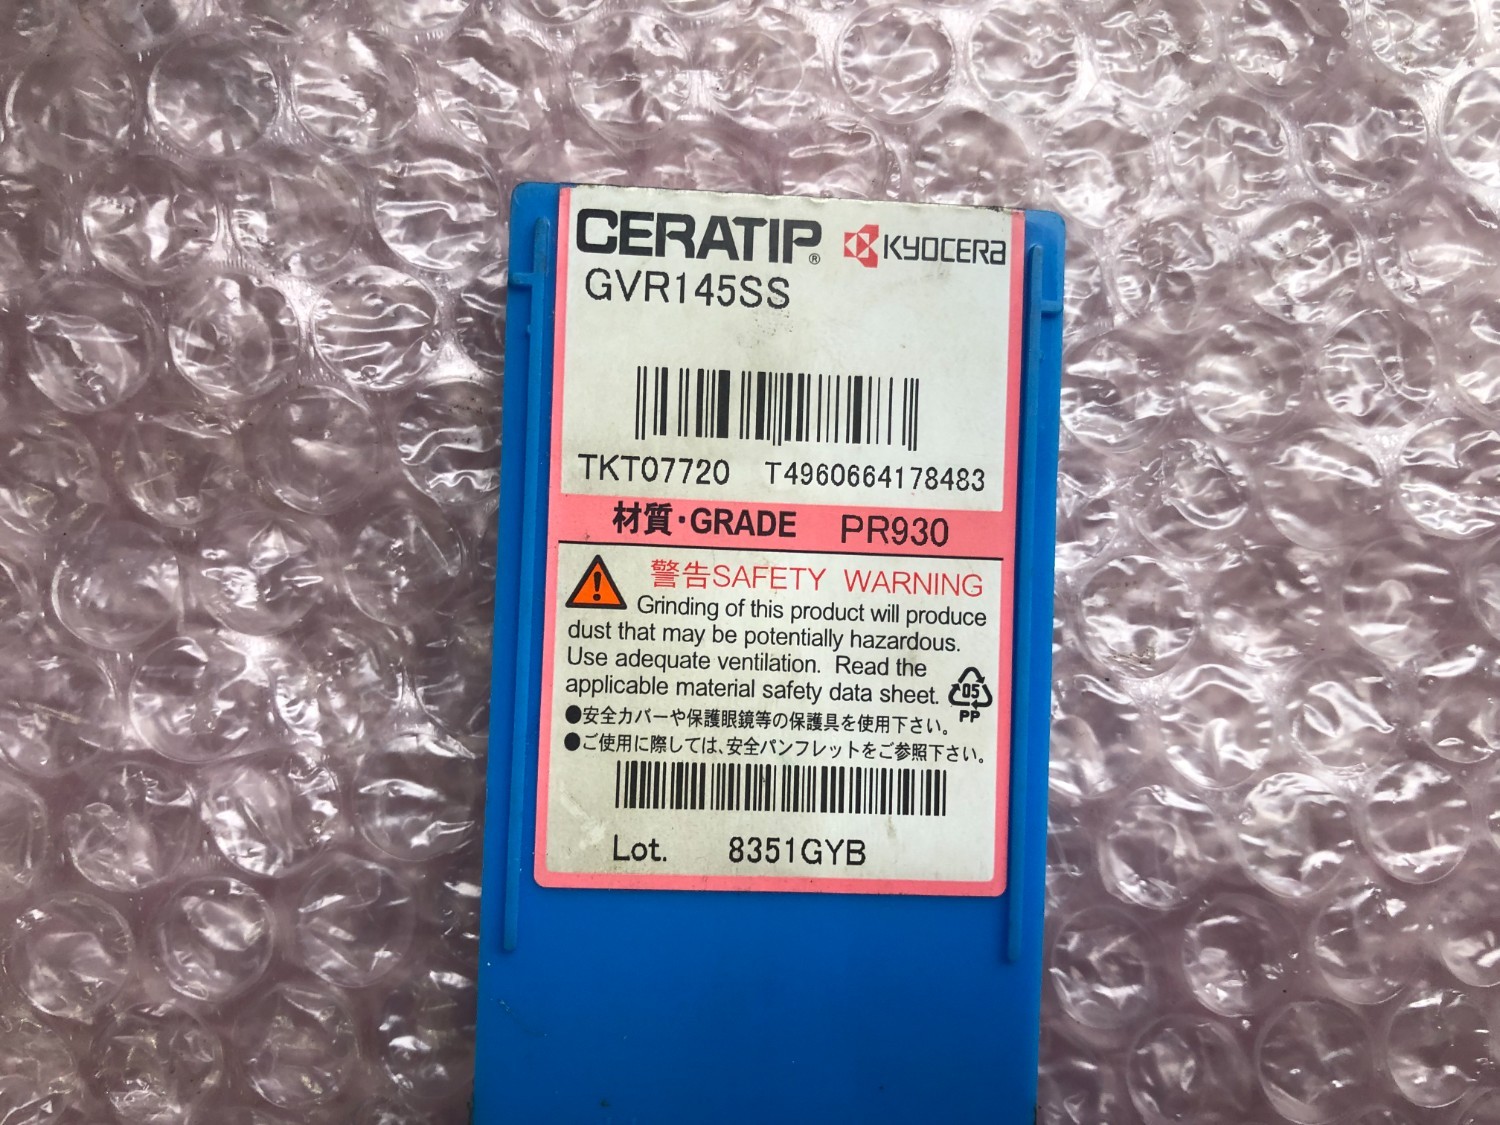 CERATIP® KYOCERA
GVR145SS
TKT07720 T4960664178483
材質・GRADE PR930
警告SAFETY WARNING
Grinding of this product will produce
dust that may be potentially hazardous.
Use adequate ventilation. Read the
applicable material safety data sheet.
05
PP
●安全カバーや保護眼鏡等の保護具を使用下さい。
●ご使用に際しては、安全パンフレットをご参照下さい。
Lot. 8351GYB